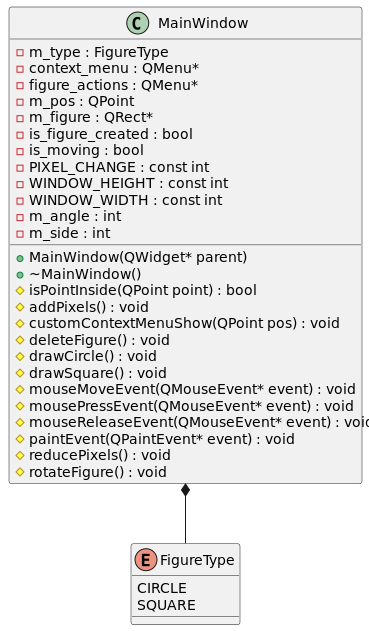 C MainWindow
m_type : FigureType
context_menu : QMenu*
figure_actions : QMenu*
m_pos : QPoint
m_figure : QRect*
is_figure_created : bool
is_moving : bool
PIXEL_CHANGE : const int
WINDOW_HEIGHT : const int
WINDOW_WIDTH : const int
m_angle : int
m_side : int
MainWindow(QWidget* parent)
~MainWindow()
isPointInside(QPoint point) : bool
addPixels() : void
customContextMenuShow(QPoint pos) : void
deleteFigure() : void
drawCircle() : void
drawSquare() : void
mouseMoveEvent(QMouseEvent* event) : void
mousePressEvent(QMouseEvent* event) : void
mouseReleaseEvent(QMouseEvent* event) : void
paintEvent(QPaintEvent* event) : void
reducePixels() : void
rotateFigure() : void
E FigureType
CIRCLE
SQUARE